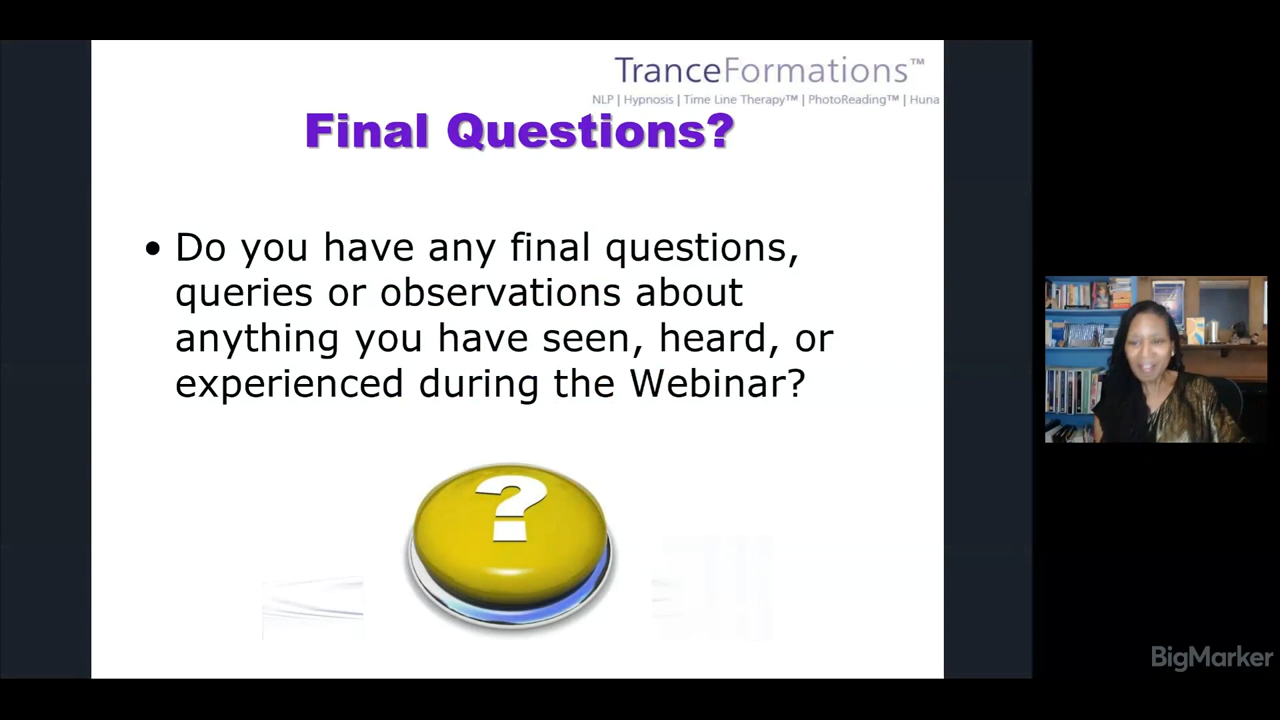 TranceFormations™
NLP | Hypnosis | Time Line Therapy™ | PhotoReading™ | Huna
Final Questions?
• Do you have any final questions,
queries or observations about
anything you have seen, heard, or
experienced during the Webinar?
?
BigMarker